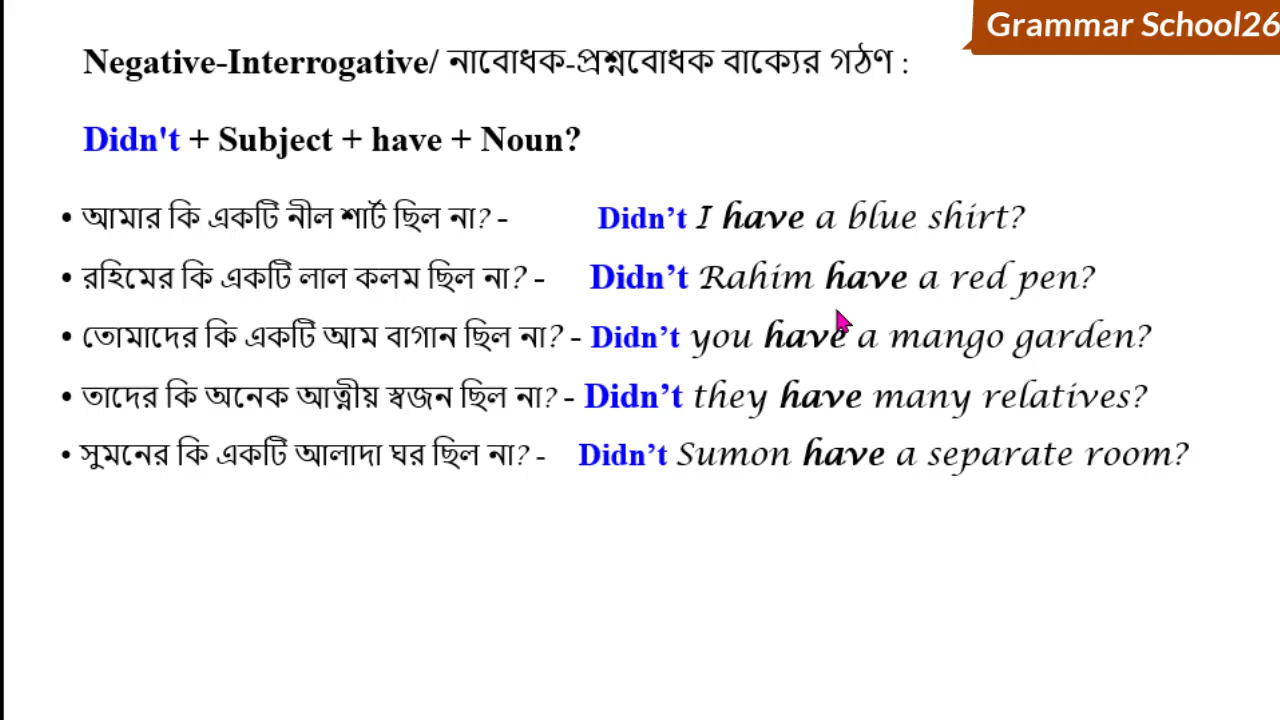 Grammar School26
Negative-Interrogative/ নাবোধক-প্রশ্নবোধক বাক্যের গঠণ :
Didn't + Subject + have + Noun?
• আমার কি একটি নীল শার্ট ছিল না? - Didn’t I have a blue shirt?
• রহিমের কি একটি লাল কলম ছিল না? - Didn’t Rahim have a red pen?
• তোমাদের কি একটি আম বাগান ছিল না? - Didn’t you have a mango garden?
• তাদের কি অনেক আত্নীয় স্বজন ছিল না? - Didn’t they have many relatives?
• সুমনের কি একটি আলাদা ঘর ছিল না? - Didn’t Sumon have a separate room?